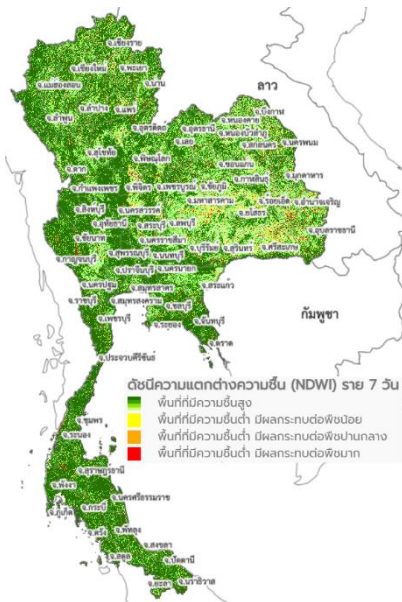 จ.เชียงราย
จ.เชียงใหม่ จ.พะเยา
จ.แม่ฮ่องสอน จ.น่าน
ลาว
จ.ลำปาง จ.แพร่
จ.ลำพูน
จ.อุตรดิตถ์
จ.บึงกาฬ
จ.หนองคาย
จ.อุดรธานี จ.หนองบัวลำภู
จ.เลย จ.สกลนคร จ.นครพนม
จ.สุโขทัย
จ.พิษณุโลก
จ.ตาก
จ.ขอนแก่น
จ.มุกดาหาร
จ.กำแพงเพชร จ.พิจิตร จ.เพชรบูรณ์ จ.ชัยภูมิ จ.กาฬสินธุ์
จ.มหาสารคาม จ.ร้อยเอ็ด จ.อำนาจเจริญ
จ.สิงห์บุรี จ.นครสวรรค์
จ.ยโสธร
จ.อุทัยธานี จ.สระบุรี จ.ลพบุรี
จ.อุบลราชธานี
จ.ชัยนาท จ.นครราชสีมา
จ.บุรีรัมย์ จ.สุรินทร์ จ.ศรีสะเกษ
จ.สุพรรณบุรี จ.นนทบุรี
จ.กาญจนบุรี
จ.ปราจีนบุรี จ.นครนายก
จ.นครปฐม จ.สมุทรสาคร จ.สระแก้ว
จ.ราชบุรี จ.สมุทรสงคราม
จ.ชลบุรี
จ.เพชรบุรี จ.ระยอง จ.จันทบุรี
กัมพูชา
จ.ตราด
จ.ประจวบคีรีขันธ์
ดัชนีความแตกต่างความชื้น (NDWI) ราย 7 วัน
พื้นที่ที่มีความชื้นสูง
พื้นที่ที่มีความชื้นต่ำ มีผลกระทบต่อพืชน้อย
พื้นที่ที่มีความชื้นต่ำ มีผลกระทบต่อพืชปานกลาง
พื้นที่ที่มีความชื้นต่ำ มีผลกระทบต่อพืชมาก
จ.ชุมพร
จ.ระนอง
จ.สุราษฎร์ธานี
จ.พังงา
จ.นครศรีธรรมราช
จ.กระบี่
จ.ภูเก็ต
จ.ตรัง จ.พัทลุง
จ.สงขลา
จ.สตูล จ.ปัตตานี
จ.ยะลา จ.นราธิวาส